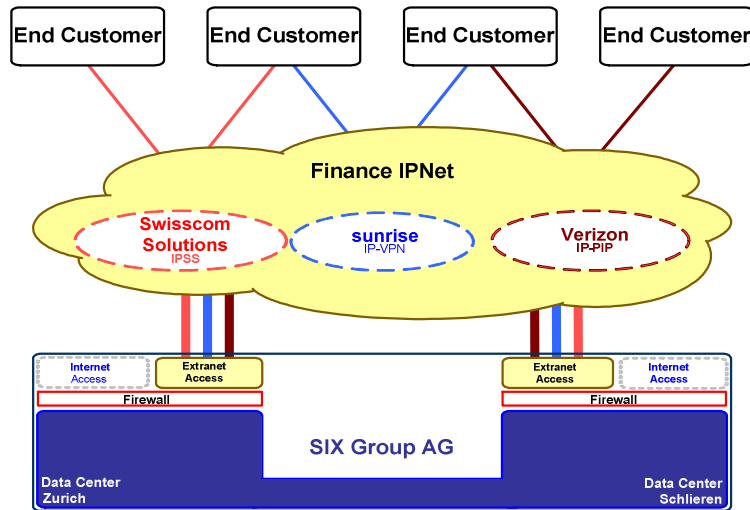 End Customer
End Customer
End Customer
End Customer
Finance IPNet
Swisscom
Solutions
IPSS
sunrise
IP-VPN
Verizon
IP-PIP
Internet
Access
Extranet
Access
Extranet
Access
Internet
Access
Firewall
Firewall
SIX Group AG
Data Center
Zurich
Data Center
Schlieren